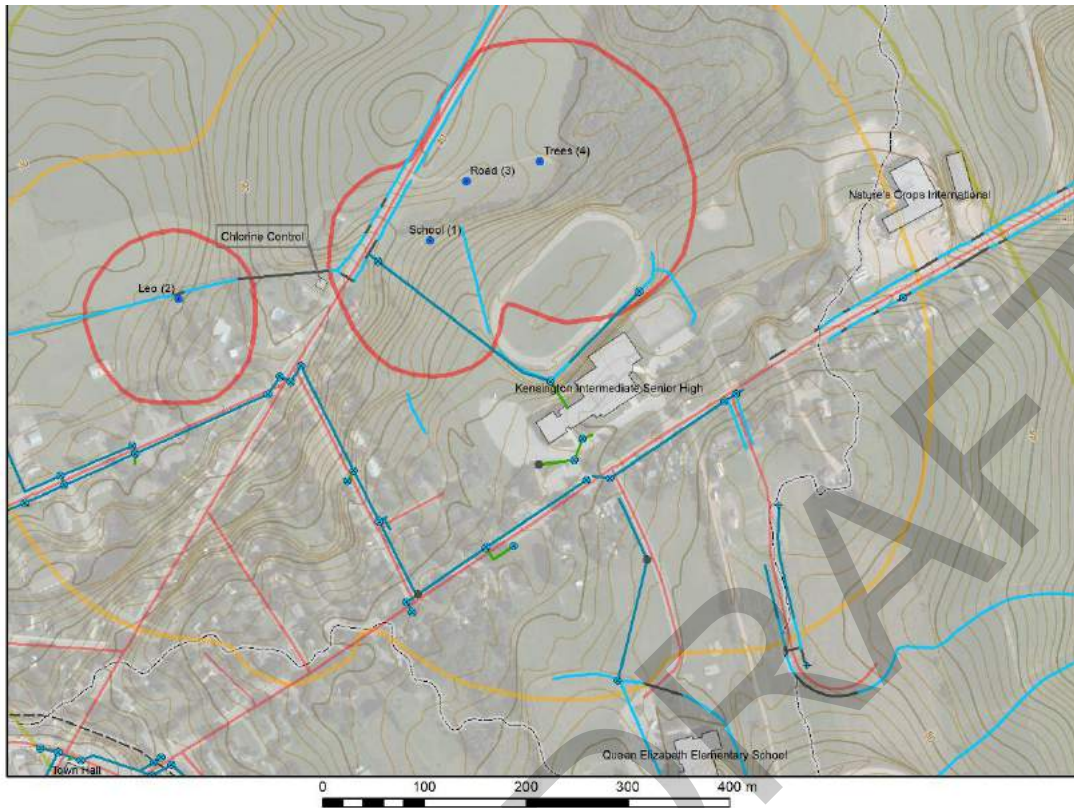 Trees (4)
Road (3)
Nature's Crops International
School (1)
Chlorine Control
Leo (2)
Kensington Intermediate Senior High
Queen Elizabeth Elementary School
Town Hall
DRAFT
0 100 200 300 400 m